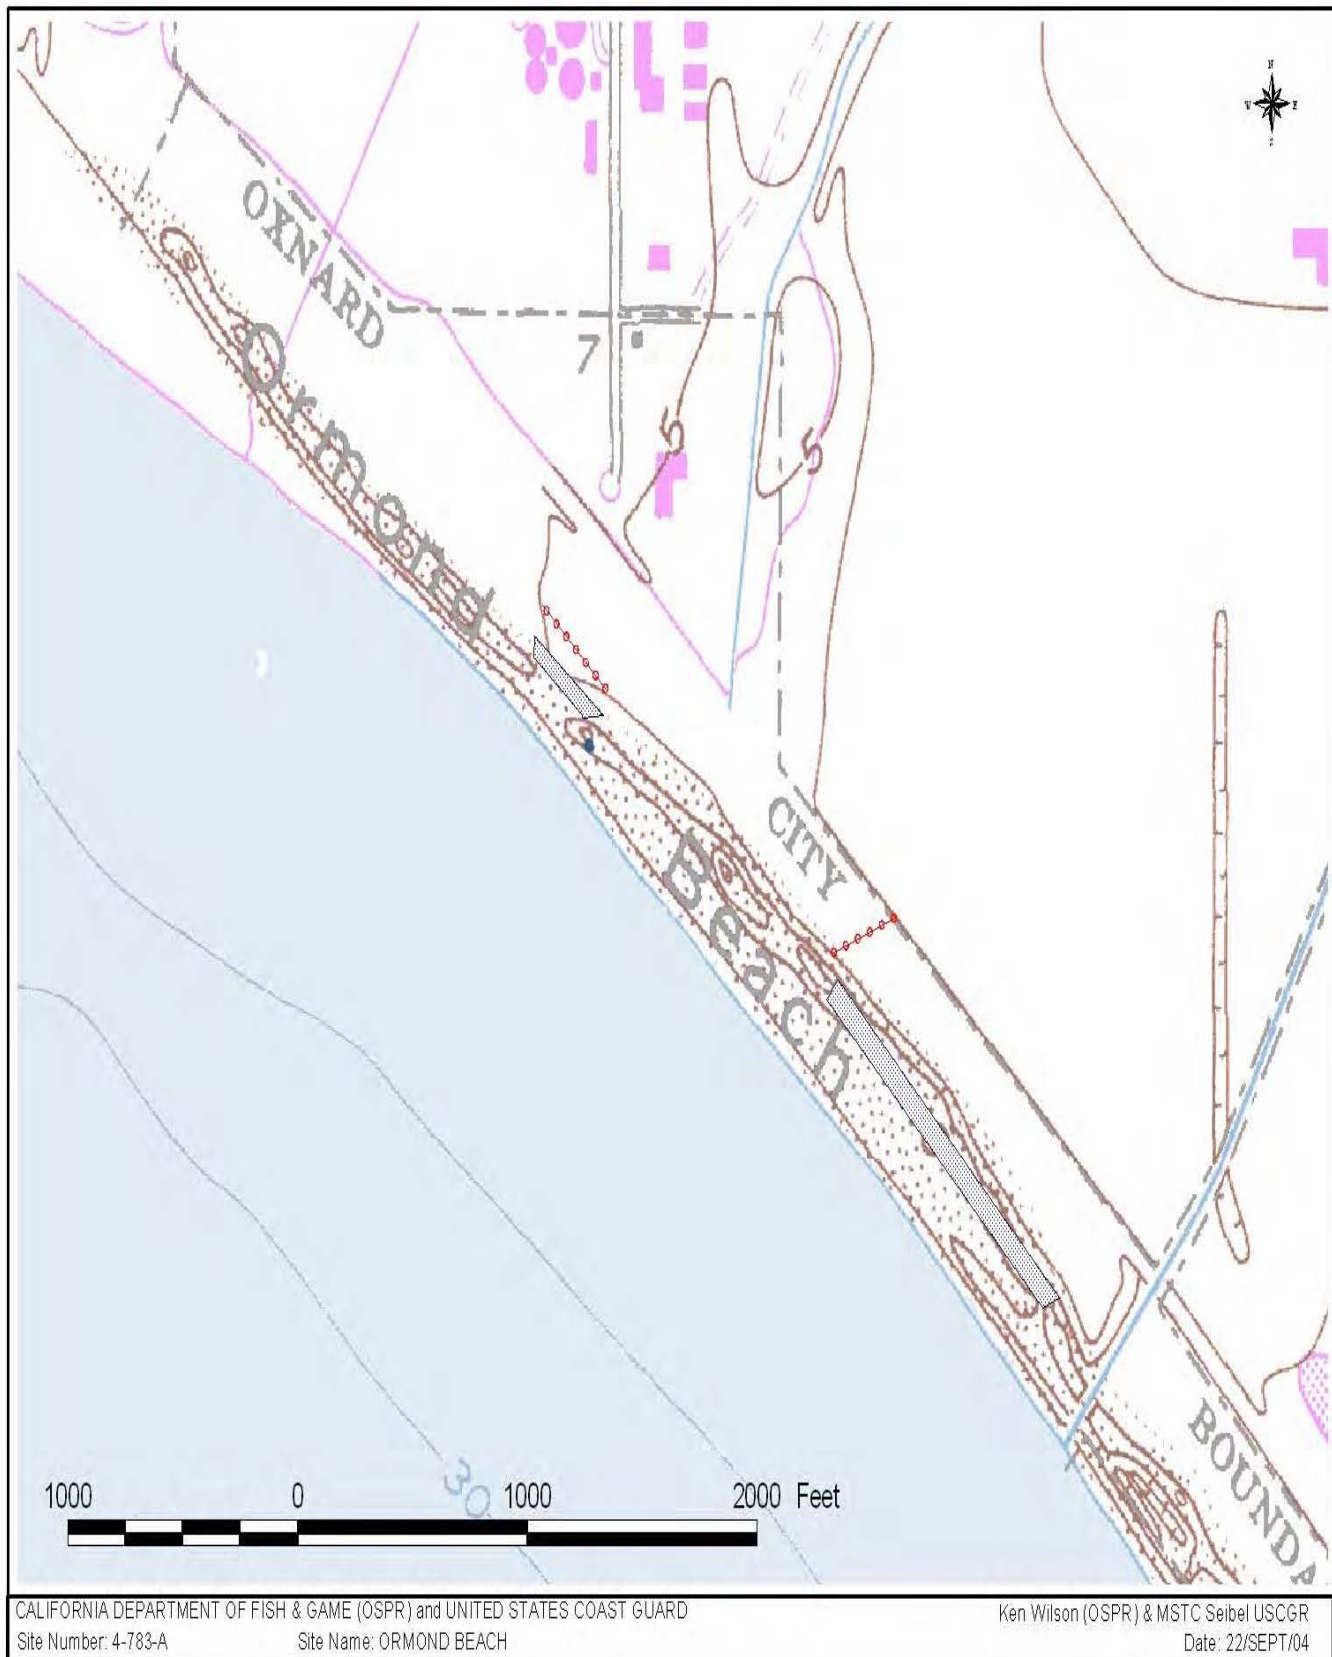 N
W E
S
OXNARD
7
Ormond
5
5
CITY
Beach
BOUNDA
30
1000 0 1000 2000 Feet
CALIFORNIA DEPARTMENT OF FISH & GAME (OSPR) and UNITED STATES COAST GUARD
Ken Wilson (OSPR) & MSTC Seibel USCGR
Site Number: 4-783-A Site Name: ORMOND BEACH
Date: 22/SEPT/04